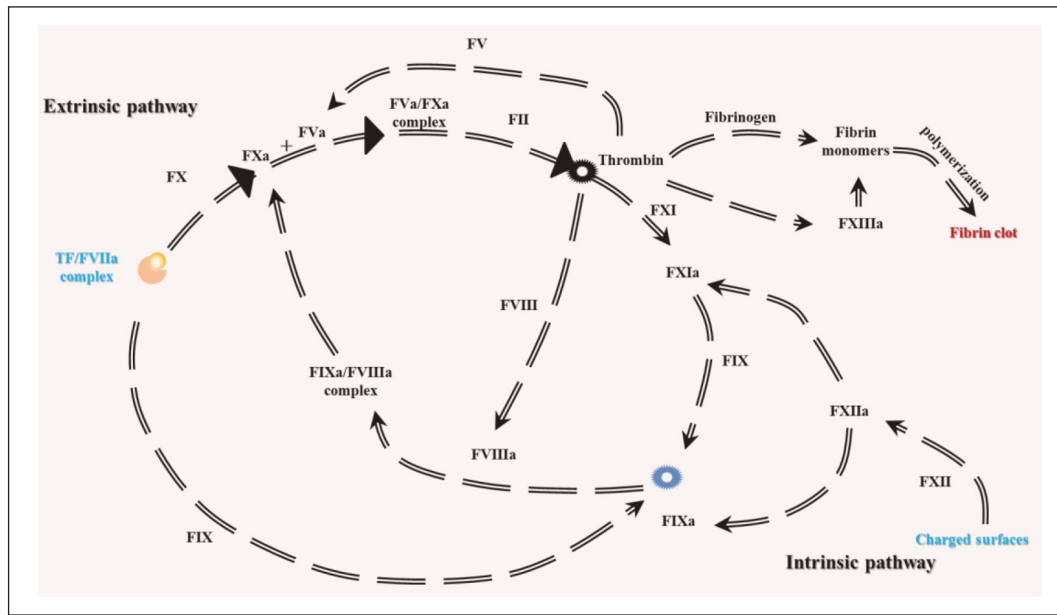 FV
Extrinsic pathway
FVa/FXa
complex
FII
Fibrinogen
polymerization
+
FVa
FXa
Fibrin
monomers
Thrombin
FX
FXI
FXIIIa
Fibrin clot
TF/FVIIa
complex
FXIa
FVIII
FIX
FIXa/FVIIIa
complex
FXIIa
FVIIIa
FXII
FIXa
FIX
Charged surfaces
Intrinsic pathway